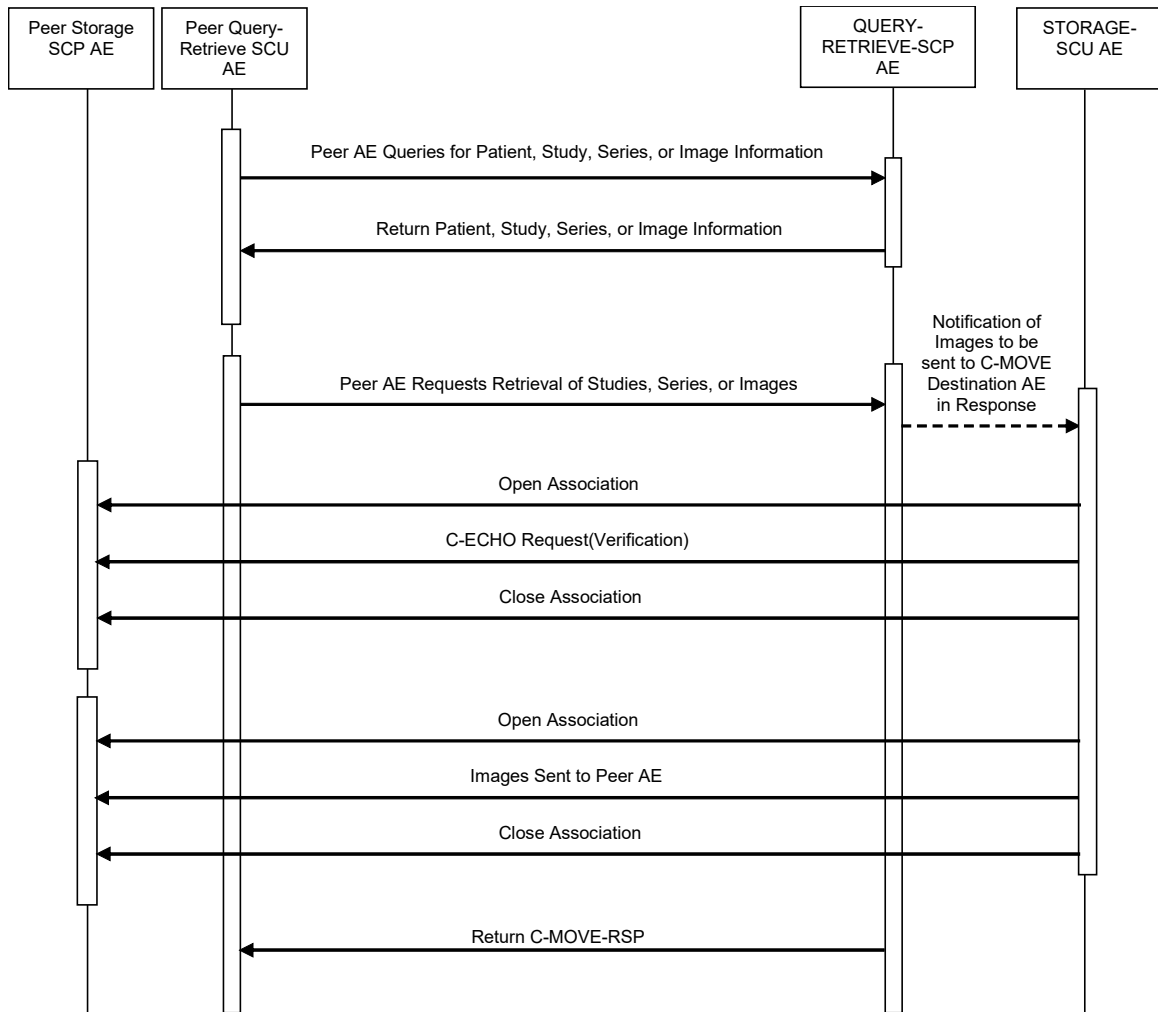 Peer Storage
SCP AE
Peer Query-
Retrieve SCU
AE
QUERY-
RETRIEVE-SCP
AE
STORAGE-
SCU AE
Peer AE Queries for Patient, Study, Series, or Image Information
Return Patient, Study, Series, or Image Information
Notification of
Images to be
sent to C-MOVE
Destination AE
in Response
Peer AE Requests Retrieval of Studies, Series, or Images
Open Association
C-ECHO Request(Verification)
Close Association
Open Association
Images Sent to Peer AE
Close Association
Return C-MOVE-RSP